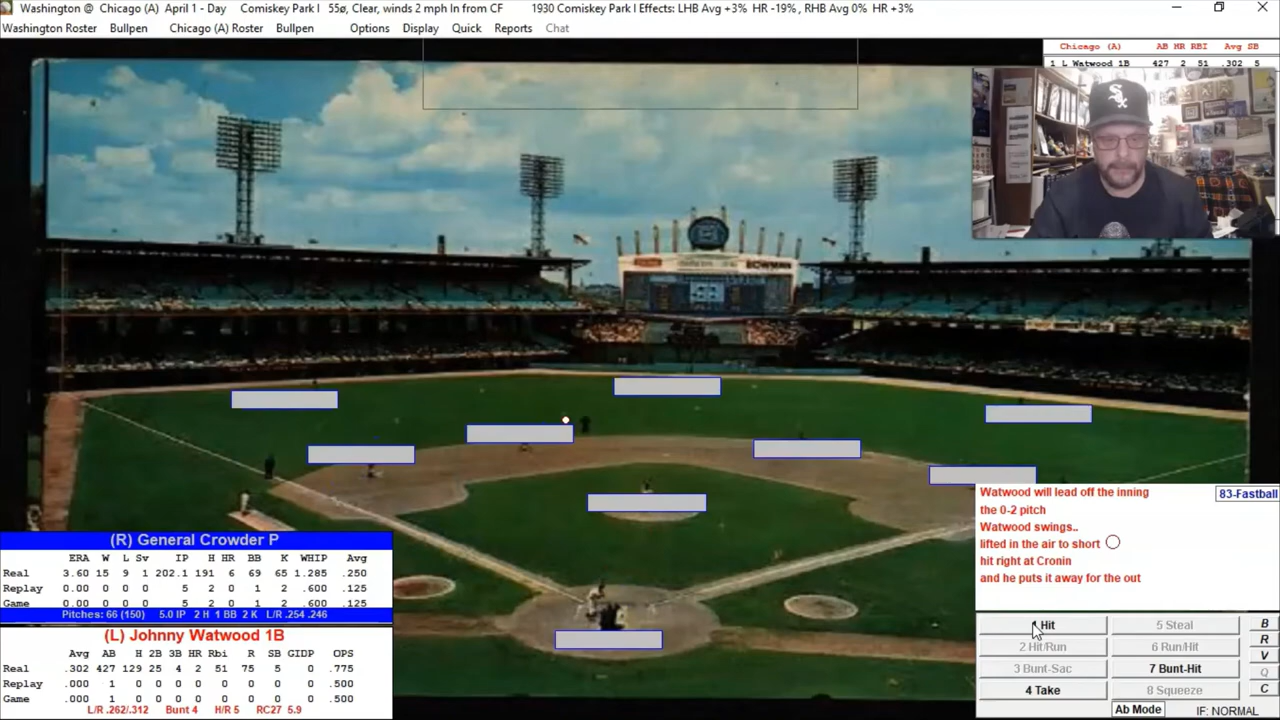 Washington @ Chicago (A) April 1 - Day Comiskey Park I 55ø, Clear, winds 2 mph In from CF 1930 Comiskey Park I Effects: LHB Avg +3% HR -19% , RHB Avg 0% HR +3%
Washington Roster Bullpen Chicago (A) Roster Bullpen Options Display Quick Reports Chat
Chicago (A) AB HR RBI Avg SB
1 L Watwood 1B 427 2 51 .302 5
BOWMAN
Watwood will lead off the inning
83-Fastball
the 0-2 pitch
Watwood swings..
lifted in the air to short
hit right at Cronin
and he puts it away for the out
(R) General Crowder P
ERA W L Sv IP H HR BB K WHIP Avg
Real 3.60 15 9 1 202.1 191 6 69 65 1.285 .250
Replay 0.00 0 0 0 5 2 0 1 2 .600 .125
Game 0.00 0 0 0 5 2 0 1 2 .600 .125
Pitches: 66 (150) 5.0 IP 2 H 1 BB 2 K L/R .254 .246
(L) Johnny Watwood 1B
Avg AB H 2B 3B HR Rbi R SB GIDP OPS
Real .302 427 129 25 4 2 51 75 5 0 .775
Replay .000 1 0 0 0 0 0 0 0 0 .500
Game .000 1 0 0 0 0 0 0 0 0 .500
L/R .262/.312 Bunt 4 H/R 5 RC27 5.9
Hit 5 Steal B
2 Hit/Run 6 Run/Hit R
3 Bunt-Sac 7 Bunt-Hit V
4 Take 8 Squeeze Q
C
Ab Mode IF: NORMAL